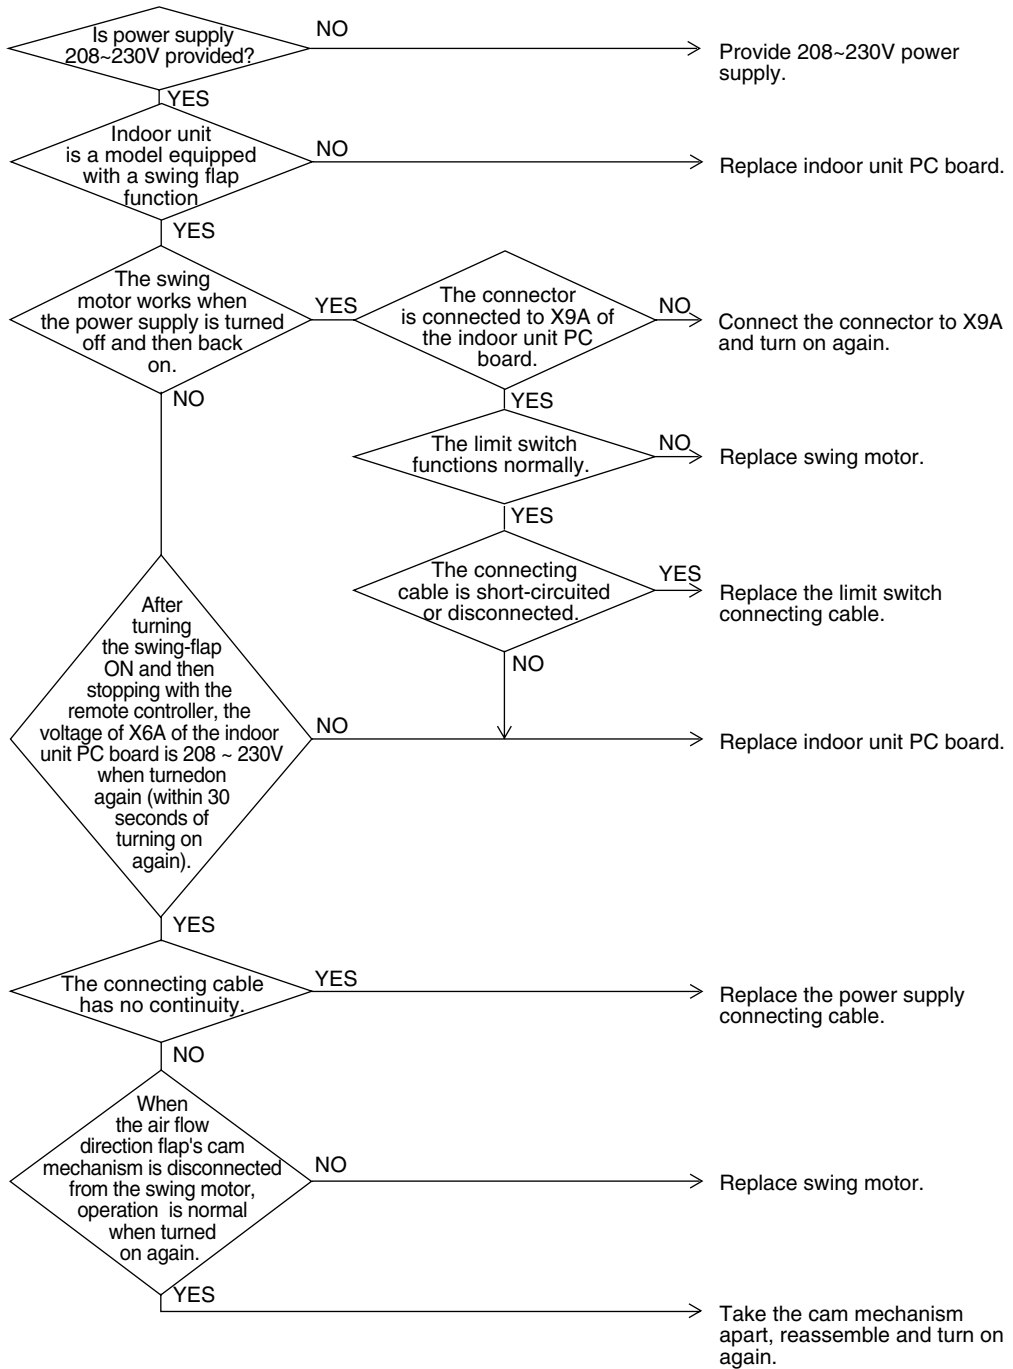 Is power supply
208~230V provided?
NO
Provide 208~230V power
supply.
YES
Indoor unit
is a model equipped
with a swing flap
function
NO
Replace indoor unit PC board.
YES
The swing
motor works when
the power supply is turned
off and then back
on.
YES
The connector
is connected to X9A of
the indoor unit PC
board.
NO
Connect the connector to X9A
and turn on again.
NO
YES
The limit switch
functions normally.
NO
Replace swing motor.
YES
The connecting
cable is short-circuited
or disconnected.
YES
Replace the limit switch
connecting cable.
NO
After
turning
the swing-flap
ON and then
stopping with the
remote controller, the
voltage of X6A of the indoor
unit PC board is 208 ~ 230V
when turnedon
again (within 30
seconds of
turning on
again).
NO
Replace indoor unit PC board.
YES
The connecting cable
has no continuity.
YES
Replace the power supply
connecting cable.
NO
When
the air flow
direction flap's cam
mechanism is disconnected
from the swing motor,
operation is normal
when turned
on again.
NO
Replace swing motor.
YES
Take the cam mechanism
apart, reassemble and turn on
again.